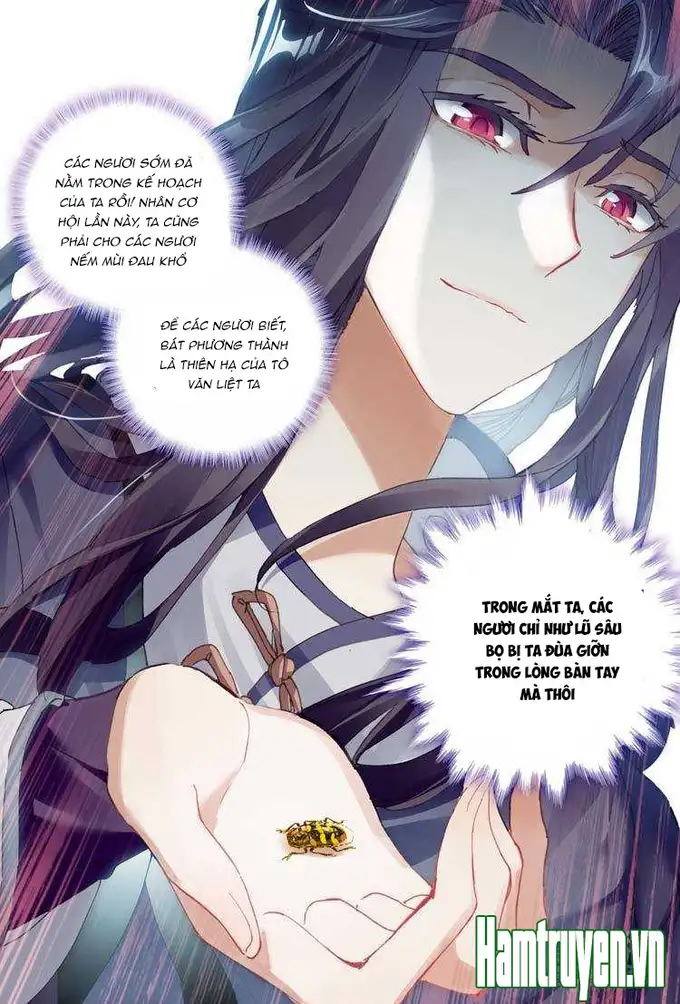 CÁC NGƯƠI SỚM ĐÃ
NẰM TRONG KẾ HOẠCH
CỦA TA RỒI! NHÂN CƠ
HỘI LẦN NÀY, TA CŨNG
PHẢI CHO CÁC NGƯƠI
NẾM MÙI ĐAU KHỔ
ĐỂ CÁC NGƯƠI BIẾT,
BÁT PHƯƠNG THÀNH
LÀ THIÊN HẠ CỦA TÔ
VĂN LIỆT TA
TRONG MẮT TA, CÁC
NGƯƠI CHỈ NHƯ LŨ SÂU
BỌ BỊ TA ĐÙA GIỠN
TRONG LÒNG BÀN TAY
MÀ THÔI
Hamtruyen.vn